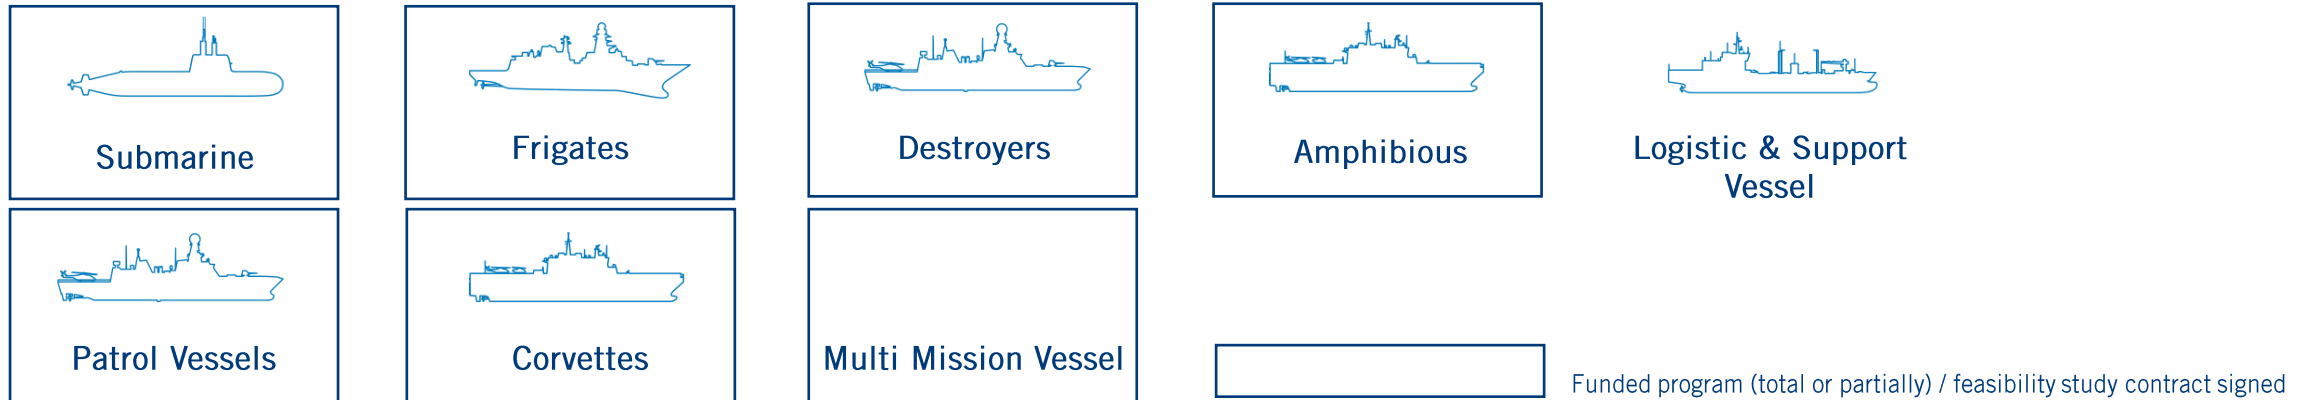 Submarine
Frigates
Destroyers
Amphibious
Logistic & Support
Vessel
Patrol Vessels
Corvettes
Multi Mission Vessel
Funded program (total or partially) / feasibility study contract signed